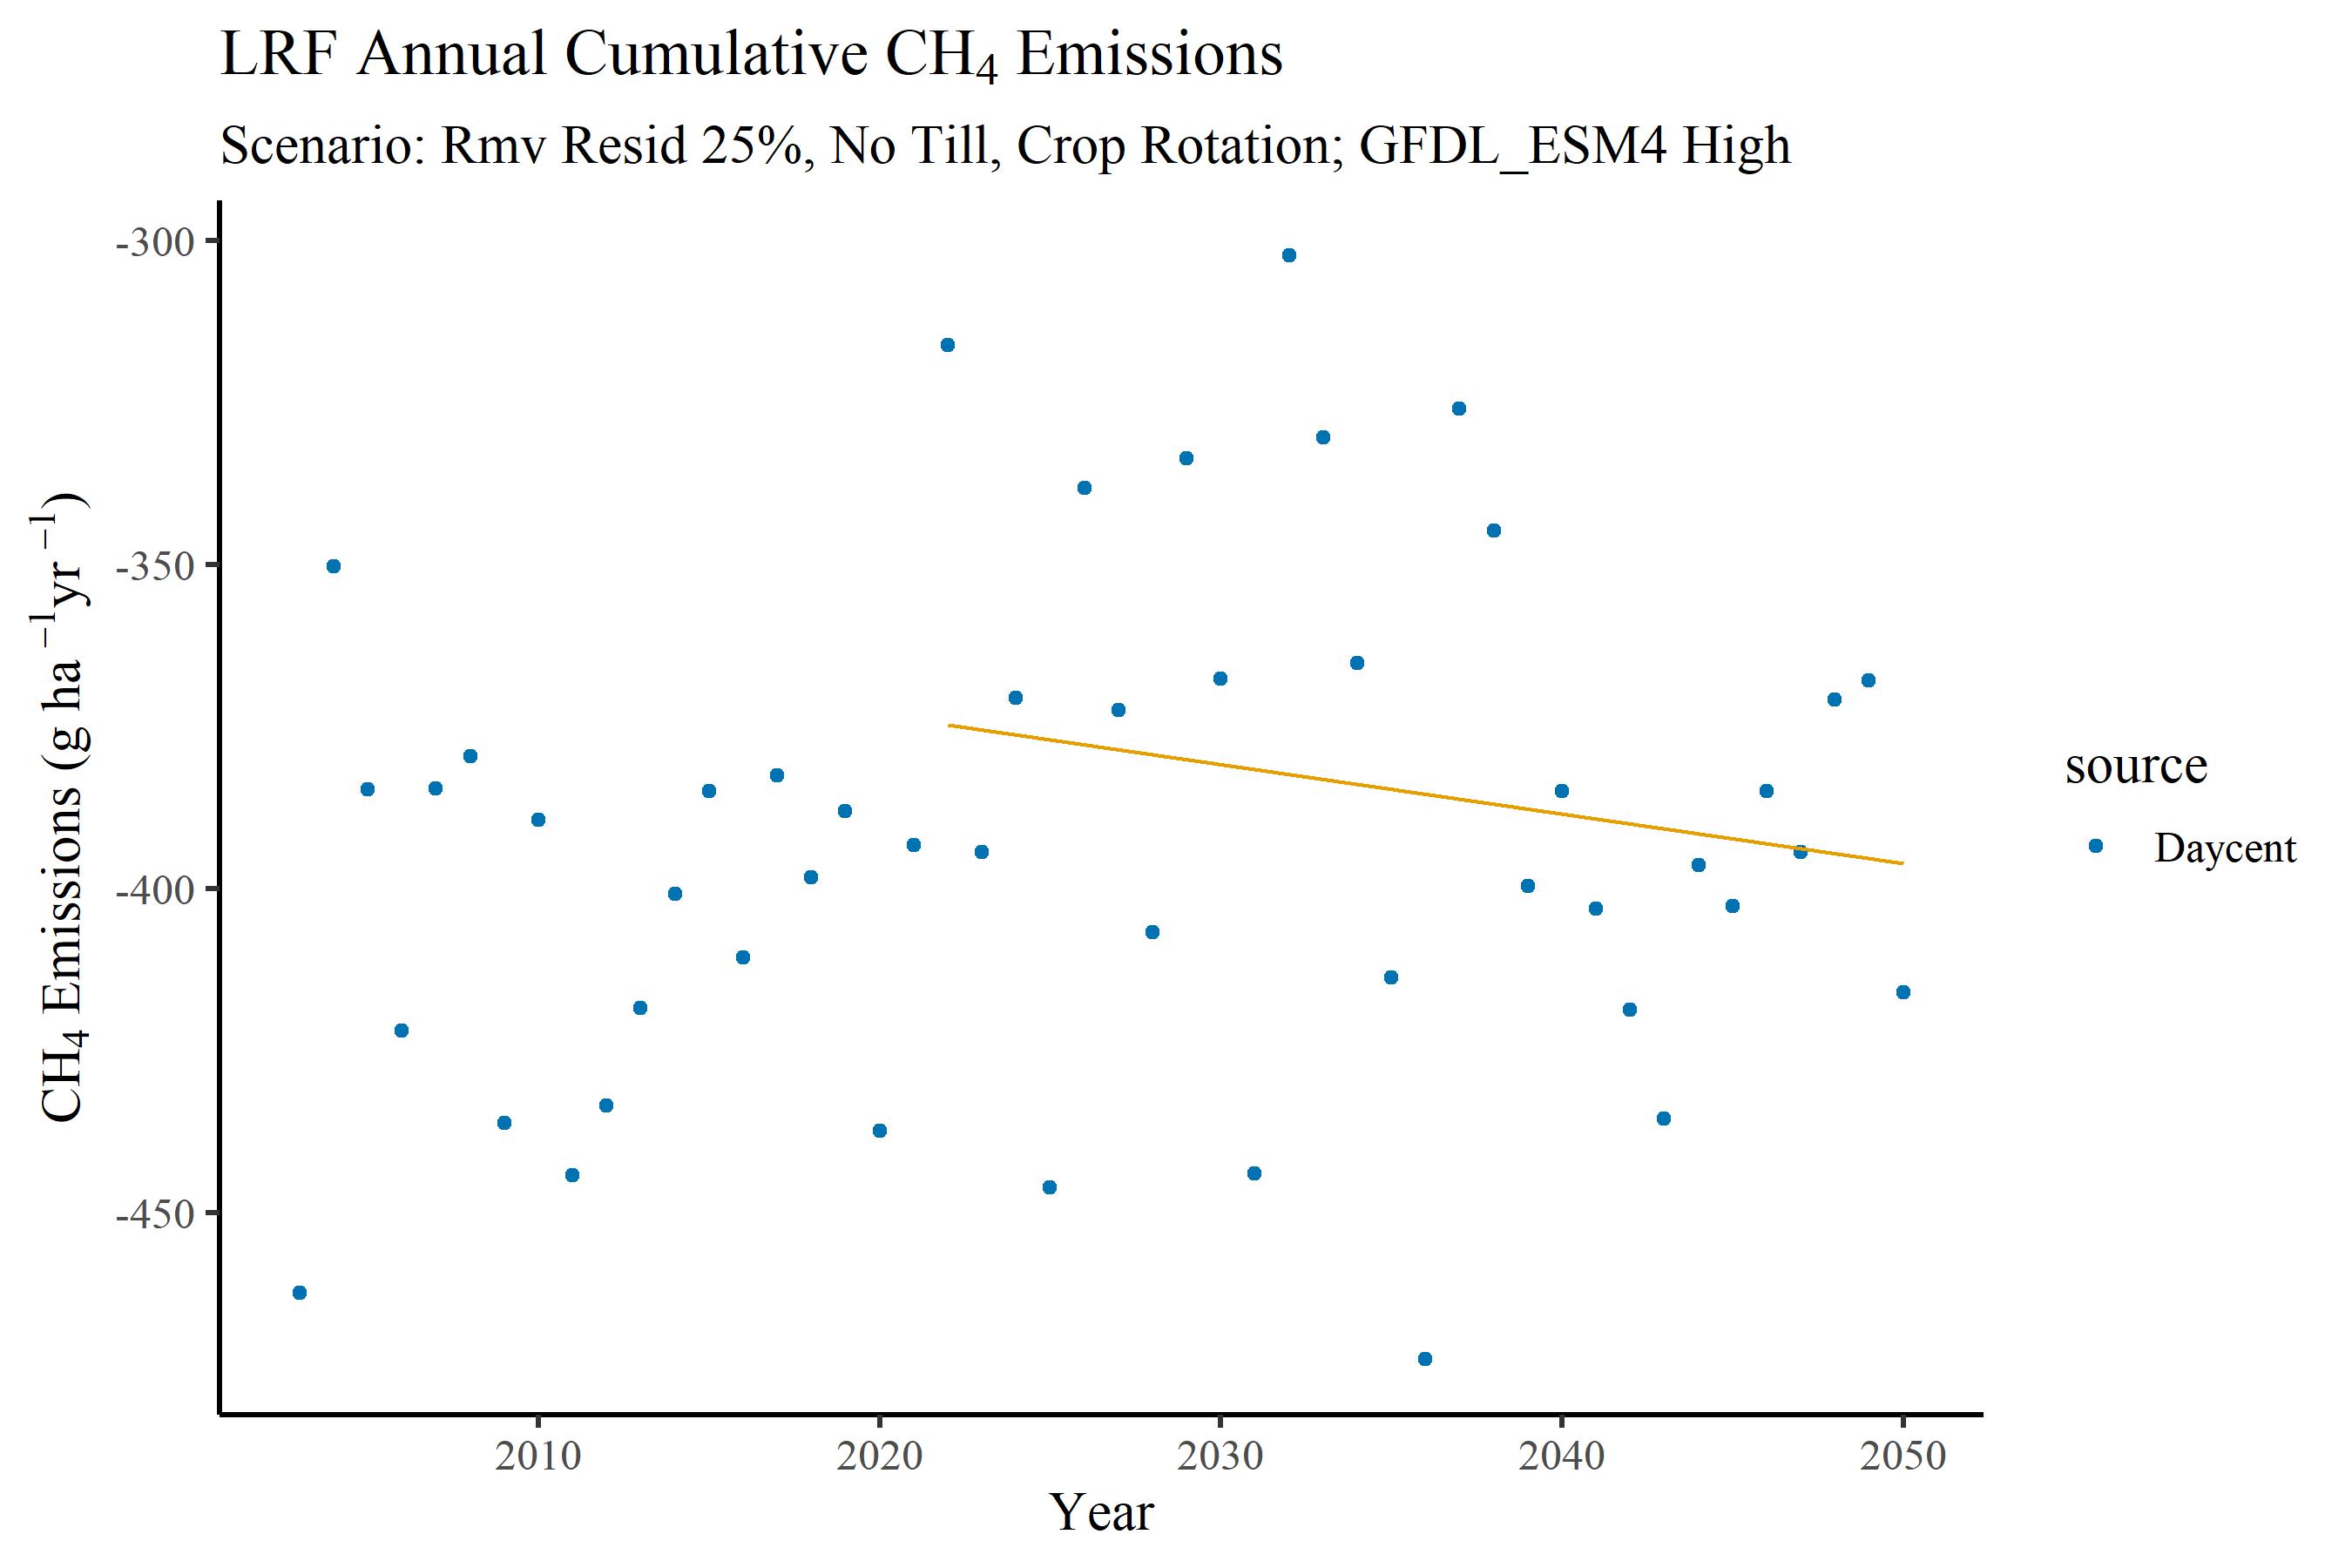 LRF Annual Cumulative CH₄ Emissions
Scenario: Rmv Resid 25%, No Till, Crop Rotation; GFDL_ESM4 High
CH₄ Emissions (g ha⁻¹yr⁻¹)
-300
-350
-400
-450
2010 2020 2030 2040 2050
Year
source
Daycent